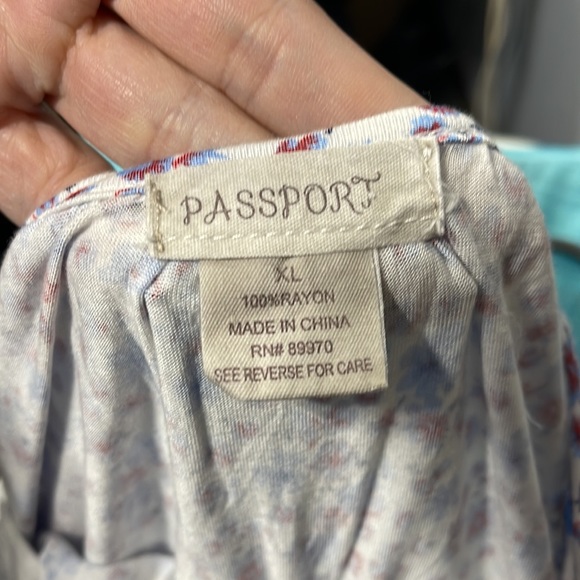 PASSPORT
XL
100%RAYON
MADE IN CHINA
RN# 89970
SEE REVERSE FOR CARE